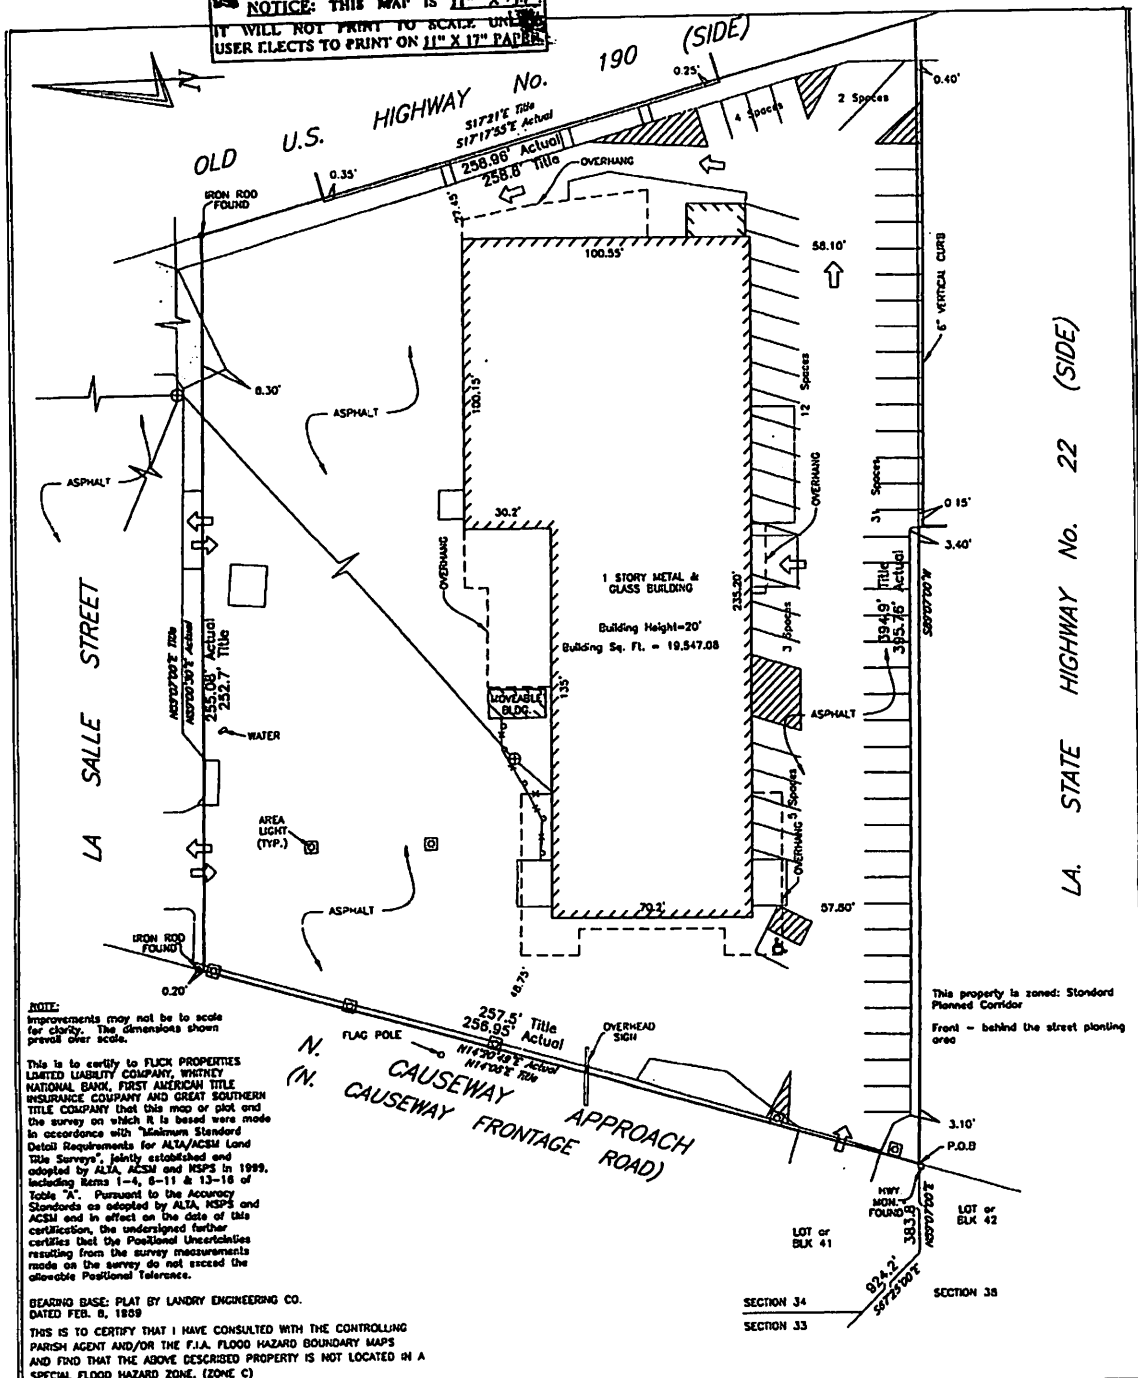 NOTICE: THIS MAP IS 11" X 17".
IT WILL NOT PRINT TO SCALE UNLESS
USER ELECTS TO PRINT ON 11" X 17" PAPER.
N
OLD U.S. HIGHWAY No. 190 (SIDE)
0.25'
0.40'
2 Spaces
4 Spaces
S17'21'E Title
S17'17'55"E Actual
258.96' Actual
258.8' Title
OVERHANG
0.35'
IRON ROD
FOUND
27.45'
100.55'
58.10'
6" VERTICAL CURB
8.30'
ASPHALT
100.15'
12 Spaces
OVERHANG
31 Spaces
ASPHALT
30.2'
0.15'
3.40'
OVERHANG
1 STORY METAL &
GLASS BUILDING
Building Height=20'
Building Sq. Ft. = 19,547.08
235.20'
3 Spaces
394.9' Title
395.76' Actual
S89'07'00"W
LA SALLE STREET
N89'07'00"E Title
N89'00'30"E Actual
255.08' Actual
252.7' Title
WATER
MOVEABLE
BLDG.
135'
ASPHALT
LA. STATE HIGHWAY No. 22 (SIDE)
AREA
LIGHT
(TYP.)
5 Spaces
OVERHANG
ASPHALT
70.2'
57.80'
IRON ROD
FOUND
0.20'
48.75'
257.5' Title
256.95' Actual
N14'50'49"E Actual
N14'05'E Title
FLAG POLE
OVERHEAD
SIGN
N. CAUSEWAY APPROACH
(N. CAUSEWAY FRONTAGE ROAD)
This property is zoned: Standard
Planned Corridor
Front - behind the street planting
area
3.10'
P.O.B
HWY
MON.
FOUND
383.8'
N89'07'00"E
LOT or
BLK 41
LOT or
BLK 42
924.2'
S67'25'00"E
SECTION 34
SECTION 33
SECTION 38
NOTE:
Improvements may not be to scale
for clarity. The dimensions shown
prevail over scale.
This is to certify to FLICK PROPERTIES
LIMITED LIABILITY COMPANY, WHITNEY
NATIONAL BANK, FIRST AMERICAN TITLE
INSURANCE COMPANY AND GREAT SOUTHERN
TITLE COMPANY that this map or plat and
the survey on which it is based were made
in accordance with "Minimum Standard
Detail Requirements for ALTA/ACSM Land
Title Surveys", jointly established and
adopted by ALTA, ACSM and NSPS in 1999,
including items 1-4, 6-11 & 13-16 of
Table "A". Pursuant to the Accuracy
Standards as adopted by ALTA, NSPS and
ACSM and in effect on the date of this
certification, the undersigned further
certifies that the Positional Uncertainties
resulting from the survey measurements
made on the survey do not exceed the
allowable Positional Tolerance.
BEARING BASE: PLAT BY LANDRY ENGINEERING CO.
DATED FEB. 8, 1989
THIS IS TO CERTIFY THAT I HAVE CONSULTED WITH THE CONTROLLING
PARISH AGENT AND/OR THE F.I.A. FLOOD HAZARD BOUNDARY MAPS
AND FIND THAT THE ABOVE DESCRIBED PROPERTY IS NOT LOCATED IN A
SPECIAL FLOOD HAZARD ZONE. (ZONE C)